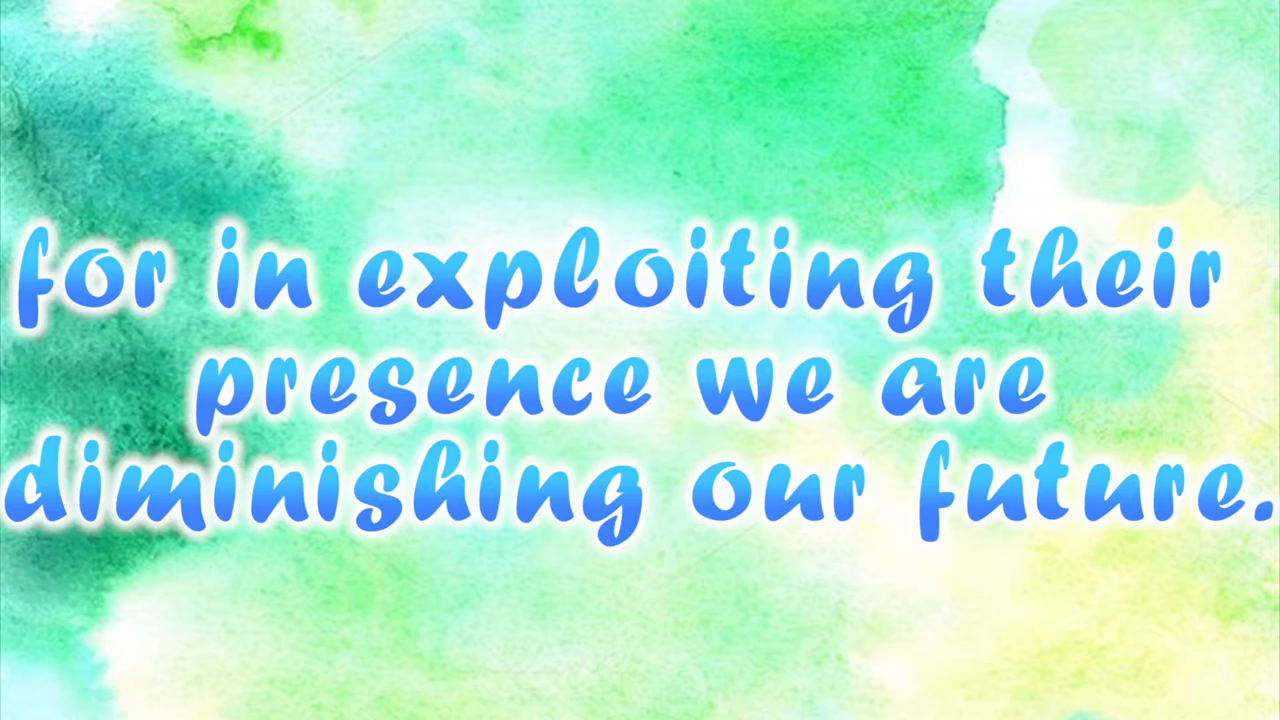 for in exploiting their
presence we are
diminishing our future.